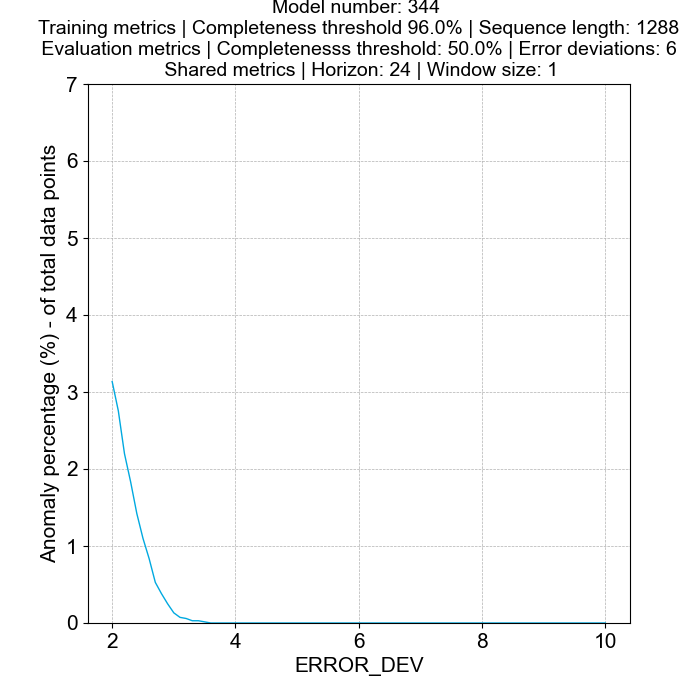 Model number: 344
Training metrics | Completeness threshold 96.0% | Sequence length: 1288
Evaluation metrics | Completenesss threshold: 50.0% | Error deviations: 6
Shared metrics | Horizon: 24 | Window size: 1
7
6
5
4
3
2
1
0
Anomaly percentage (%) - of total data points
2 4 6 8 10
ERROR_DEV